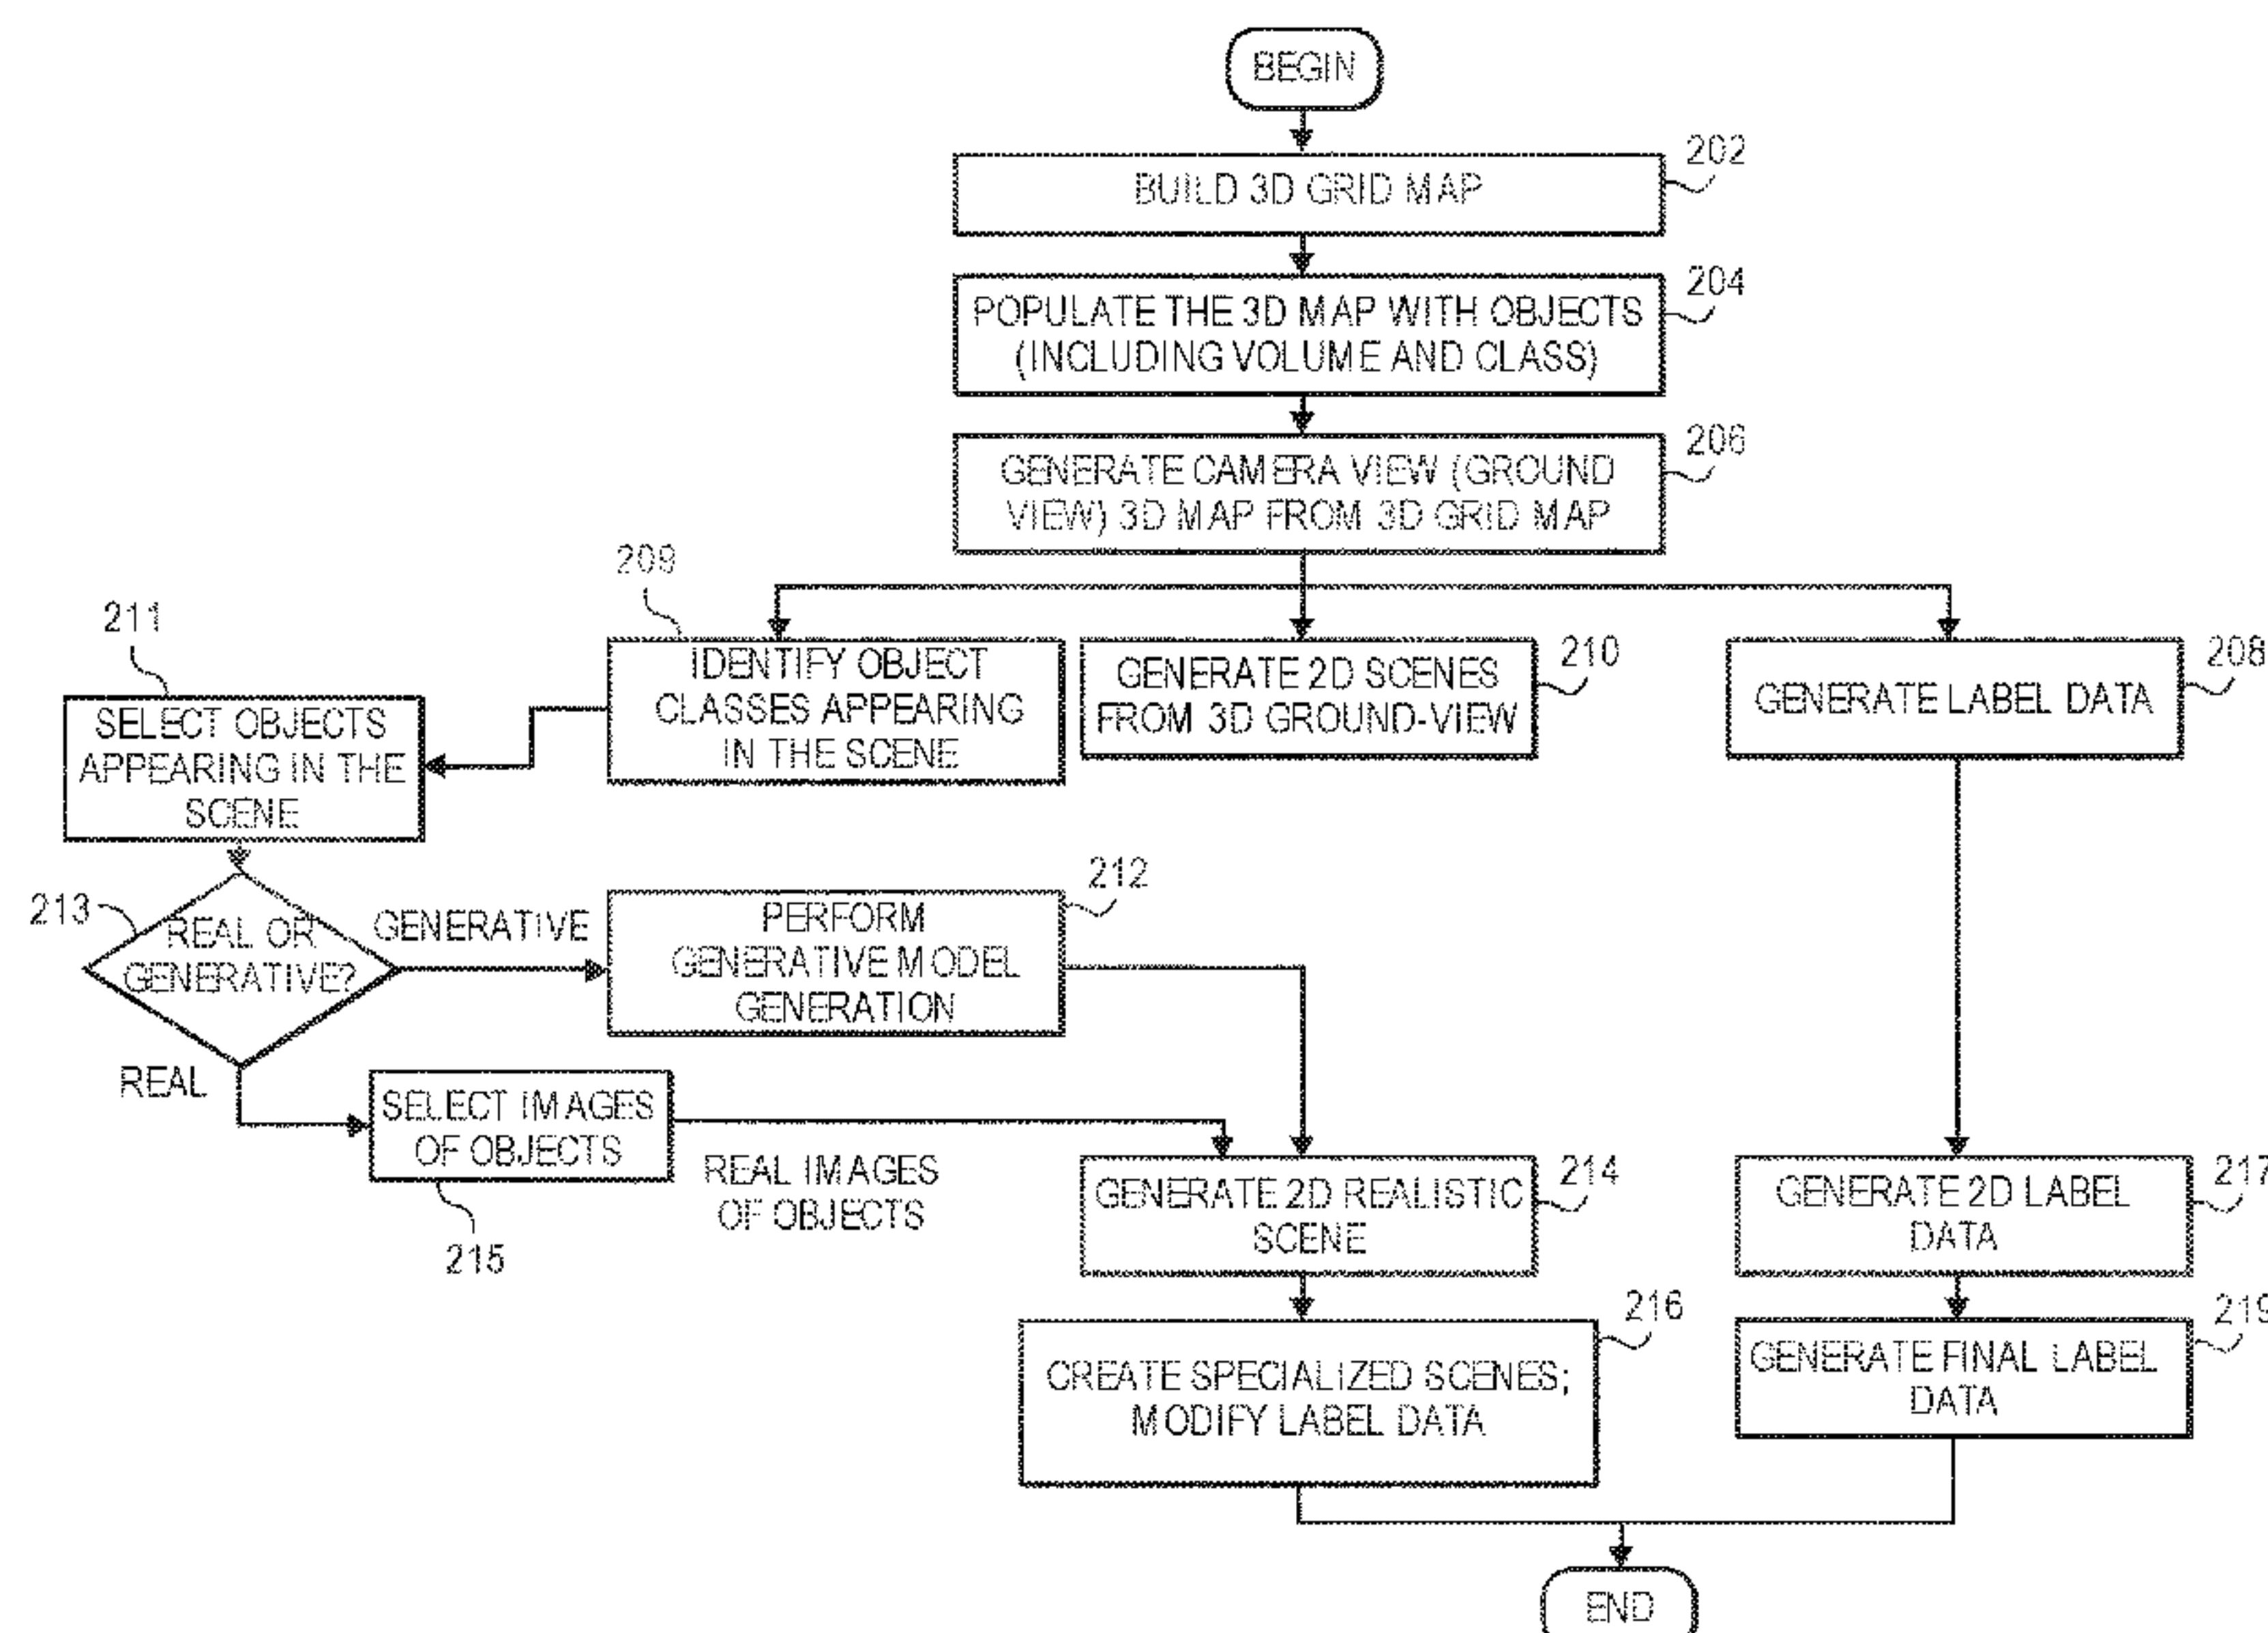 BEGIN
202
BUILD 3D GRID MAP
204
POPULATE THE 3D MAP WITH OBJECTS
(INCLUDING VOLUME AND CLASS)
206
GENERATE CAMERA VIEW (GROUND
VIEW) 3D MAP FROM 3D GRID MAP
209
IDENTIFY OBJECT
CLASSES APPEARING
IN THE SCENE
210
GENERATE 2D SCENES
FROM 3D GROUND-VIEW
208
GENERATE LABEL DATA
211
SELECT OBJECTS
APPEARING IN THE
SCENE
213
REAL OR
GENERATIVE?
GENERATIVE
212
PERFORM
GENERATIVE MODEL
GENERATION
REAL
SELECT IMAGES
OF OBJECTS
215
REAL IMAGES
OF OBJECTS
214
GENERATE 2D REALISTIC
SCENE
217
GENERATE 2D LABEL
DATA
216
CREATE SPECIALIZED SCENES;
MODIFY LABEL DATA
219
GENERATE FINAL LABEL
DATA
END